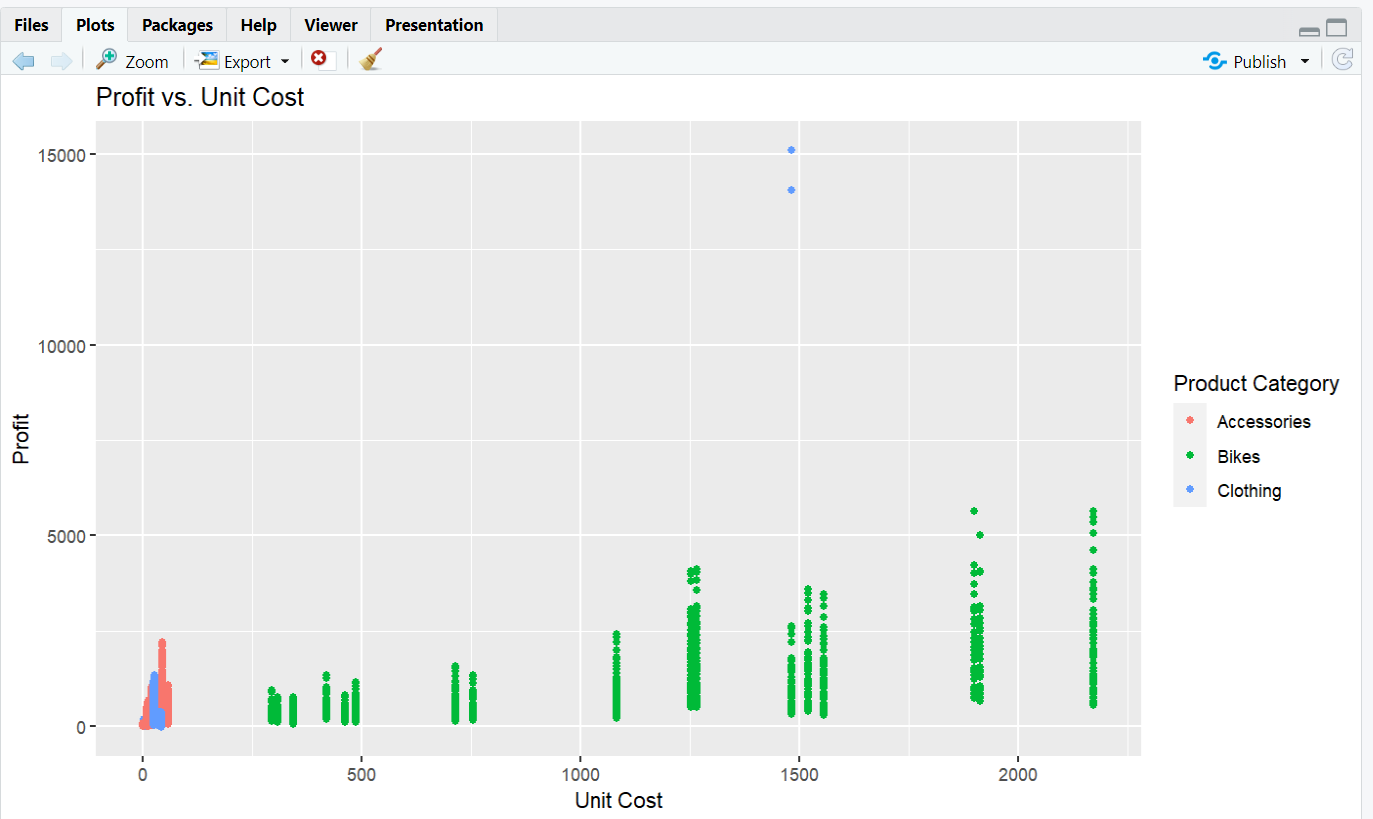 Files Plots Packages Help Viewer Presentation
Zoom Export Publish
Profit vs. Unit Cost
15000
10000
5000
0
Profit
0 500 1000 1500 2000
Unit Cost
Product Category
Accessories
Bikes
Clothing